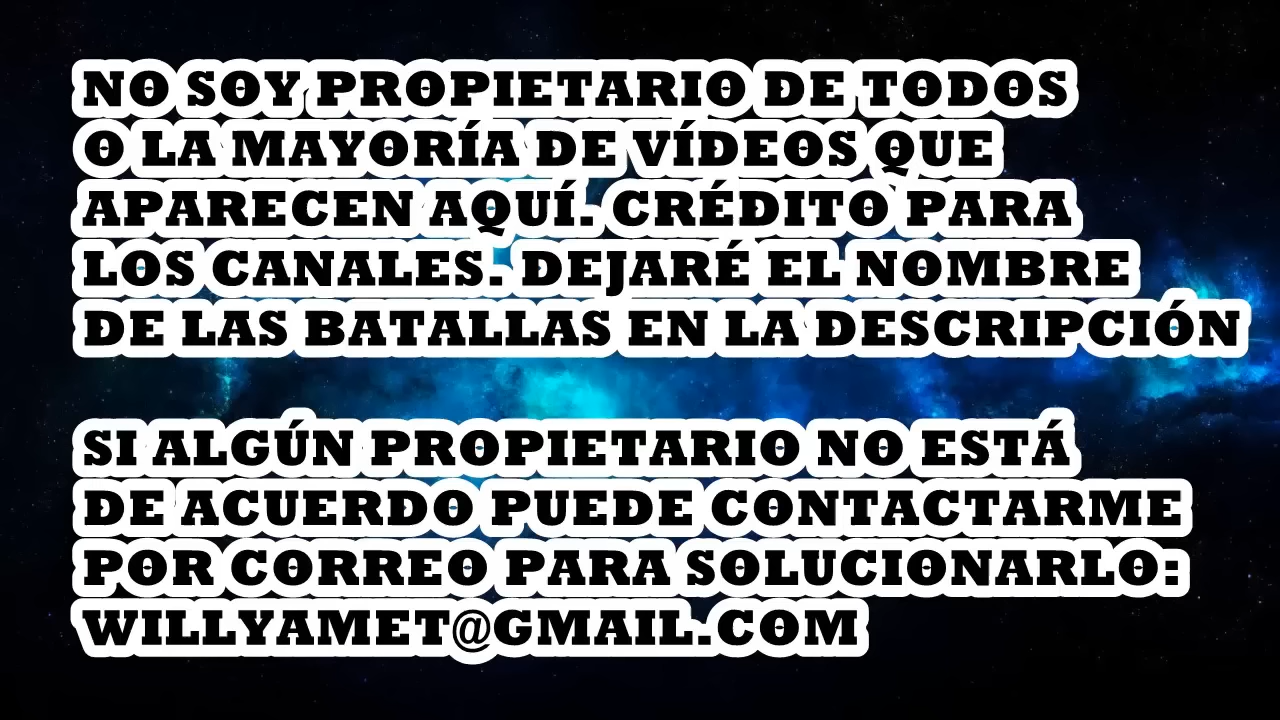 NO SOY PROPIETARIO DE TODOS
O LA MAYORÍA DE VÍDEOS QUE
APARECEN AQUÍ. CRÉDITO PARA
LOS CANALES. DEJARÉ EL NOMBRE
DE LAS BATALLAS EN LA DESCRIPCIÓN
SI ALGÚN PROPIETARIO NO ESTÁ
DE ACUERDO PUEDE CONTACTARME
POR CORREO PARA SOLUCIONARLO:
WILLYAMET@GMAIL.COM